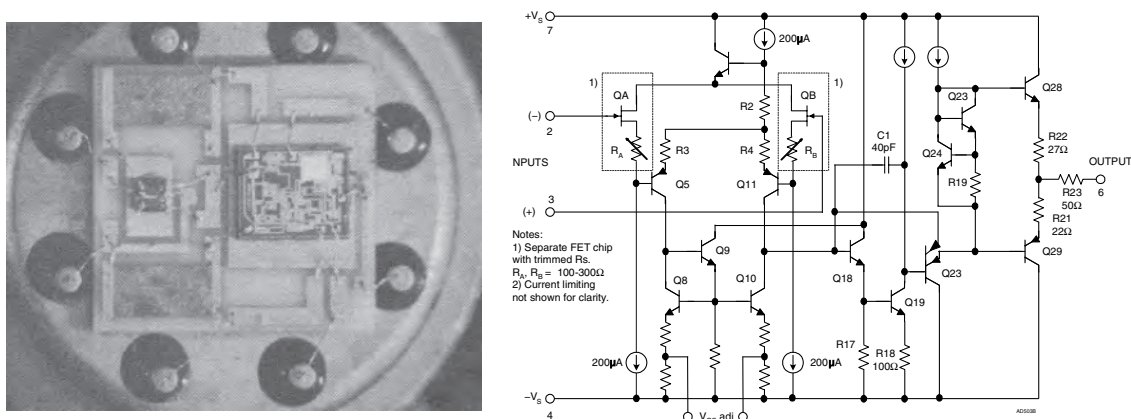 +VS
7
200µA
1)
QA
QB
1)
(−)
2
R2
RA
R3
R4
RB
Q5
Q11
NPUTS
3
(+)
C1
40pF
Q23
Q24
R19
Q28
R22
27Ω
OUTPUT
R23
50Ω
6
R21
22Ω
Q29
Notes:
1) Separate FET chip
with trimmed Rs.
RA, RB = 100-300Ω
2) Current limiting
not shown for clarity.
Q9
Q8
Q10
Q18
Q19
Q23
200µA
200µA
R17
R18
100Ω
−VS
4
VOS adj
AD503B